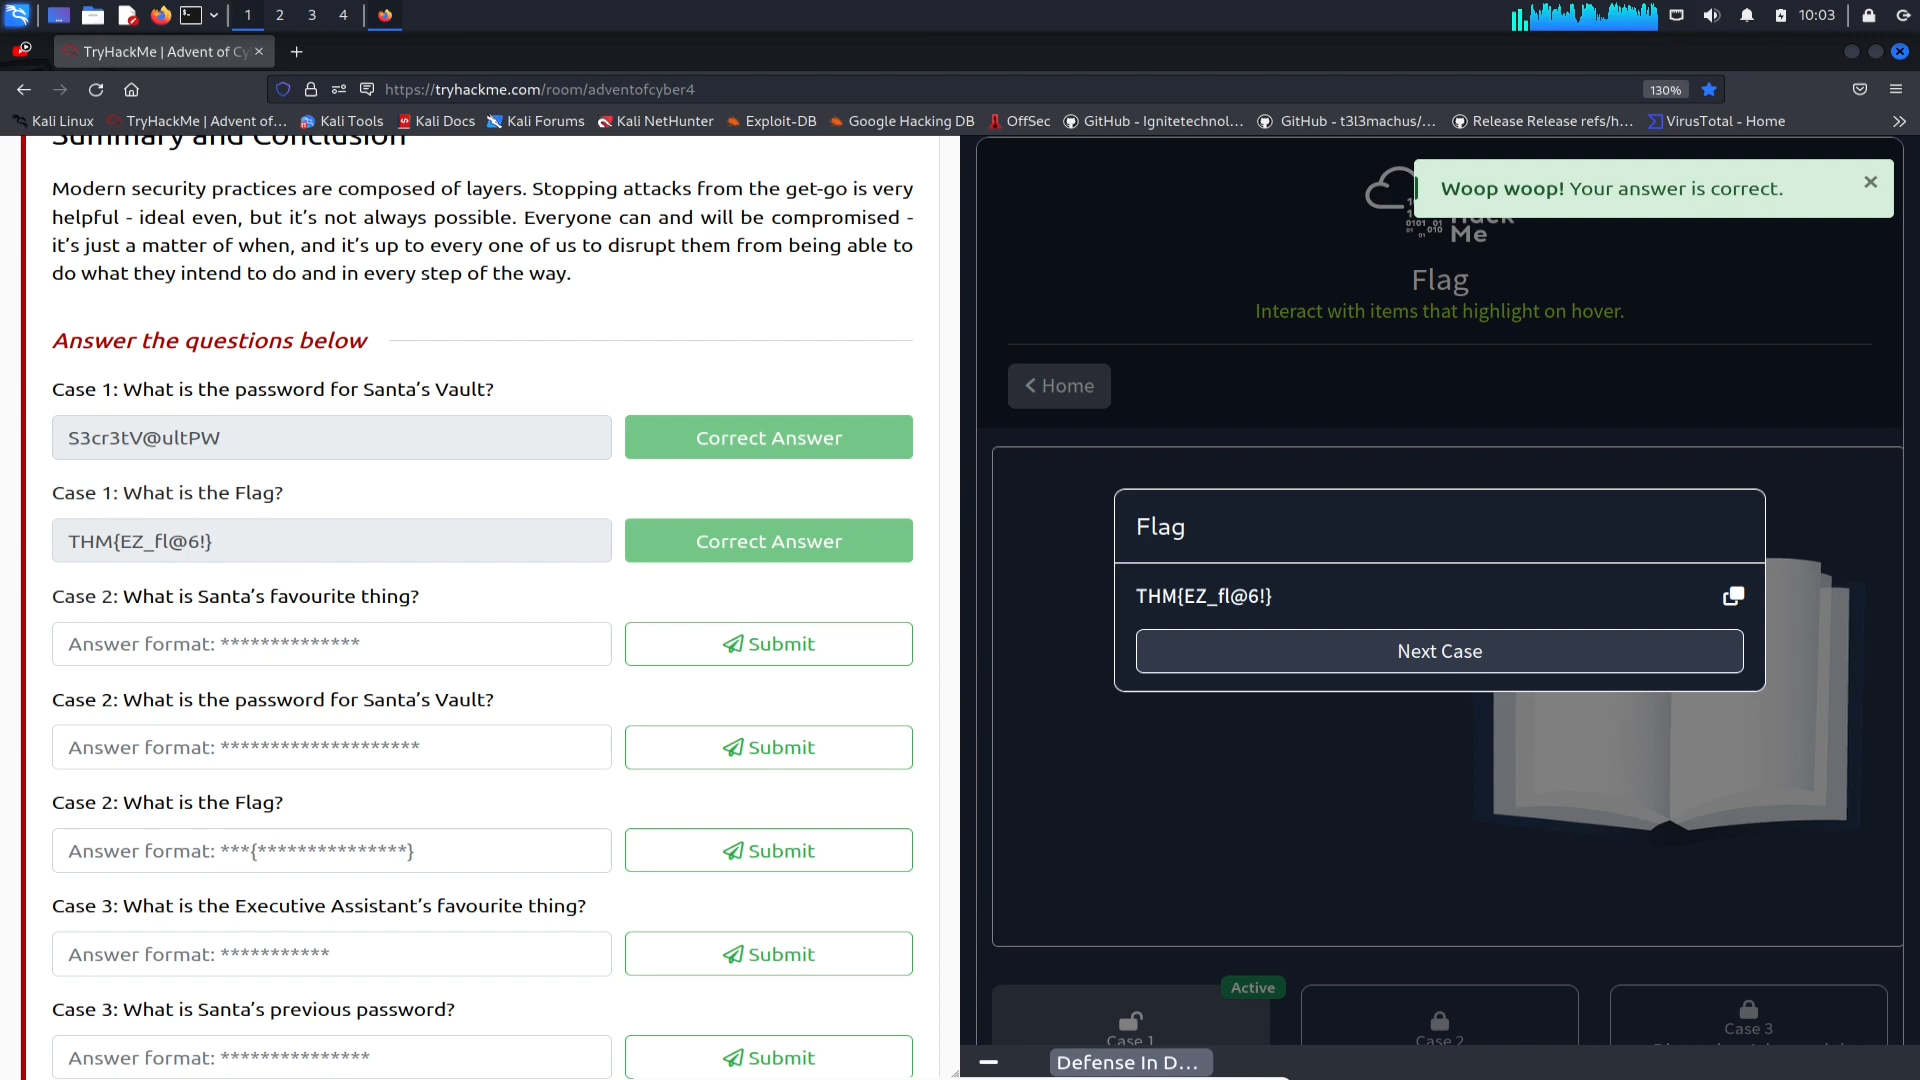 1
2
3
4
10:03
TryHackMe | Advent of Cy
https://tryhackme.com/room/adventofcyber4
130%
Kali Linux
TryHackMe | Advent of...
Kali Tools
Kali Docs
Kali Forums
Kali NetHunter
Exploit-DB
Google Hacking DB
OffSec
GitHub - Ignitetechnol...
GitHub - t3l3machus/...
Release Release refs/h...
VirusTotal - Home
Summary and Conclusion
Modern security practices are composed of layers. Stopping attacks from the get-go is very
helpful - ideal even, but it’s not always possible. Everyone can and will be compromised -
it’s just a matter of when, and it’s up to every one of us to disrupt them from being able to
do what they intend to do and in every step of the way.
Answer the questions below
Case 1: What is the password for Santa’s Vault?
S3cr3tV@ultPW
Correct Answer
Case 1: What is the Flag?
THM{EZ_fl@6!}
Correct Answer
Case 2: What is Santa’s favourite thing?
Answer format: **************
Submit
Case 2: What is the password for Santa’s Vault?
Answer format: ********************
Submit
Case 2: What is the Flag?
Answer format: ***{***************}
Submit
Case 3: What is the Executive Assistant’s favourite thing?
Answer format: ***********
Submit
Case 3: What is Santa’s previous password?
Answer format: ***************
Submit
Woop woop! Your answer is correct.
Hack
Me
Flag
Interact with items that highlight on hover.
Home
Flag
THM{EZ_fl@6!}
Next Case
Active
Case 1
Case 2
Case 3
Defense In D...